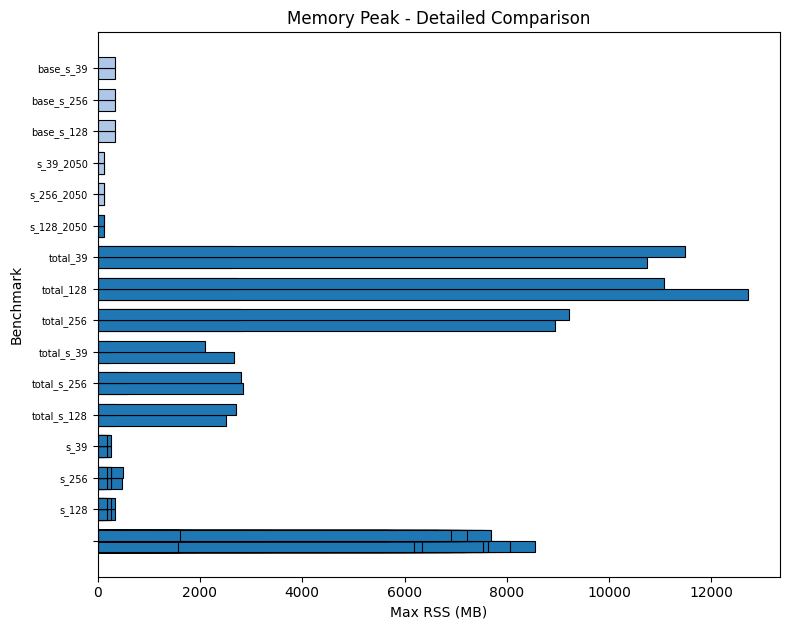 Memory Peak - Detailed Comparison
Benchmark
base_s_39
base_s_256
base_s_128
s_39_2050
s_256_2050
s_128_2050
total_39
total_128
total_256
total_s_39
total_s_256
total_s_128
s_39
s_256
s_128
0 2000 4000 6000 8000 10000 12000
Max RSS (MB)